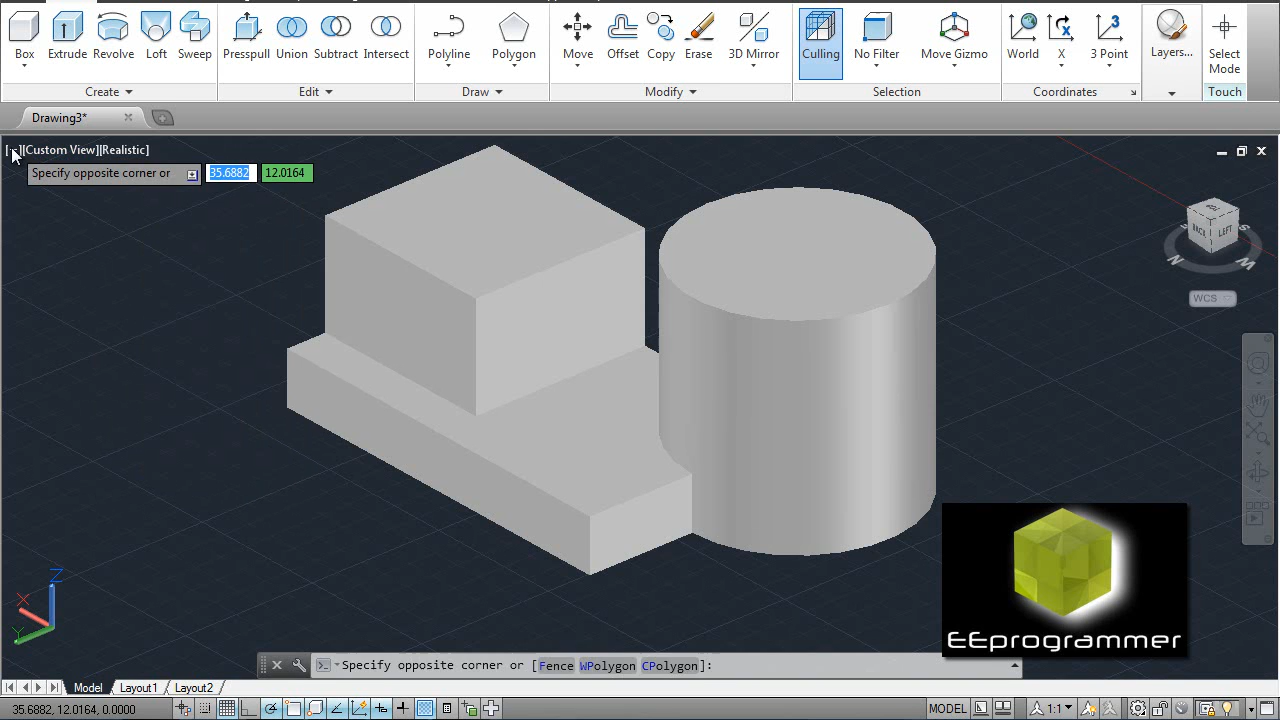 Box Extrude Revolve Loft Sweep Presspull Union Subtract Intersect Polyline Polygon Move Offset Copy Erase 3D Mirror Culling No Filter Move Gizmo World X 3 Point Layers... Select
Mode
Create Edit Draw Modify Selection Coordinates Touch
Drawing3*
[–][Custom View][Realistic]
Specify opposite corner or 35.6882 12.0164
BACK LEFT
N M
WCS
X Z
Y
EEprogrammer
Specify opposite corner or [Fence WPolygon CPolygon]:
Model Layout1 Layout2
35.6882, 12.0164, 0.0000 MODEL 1:1